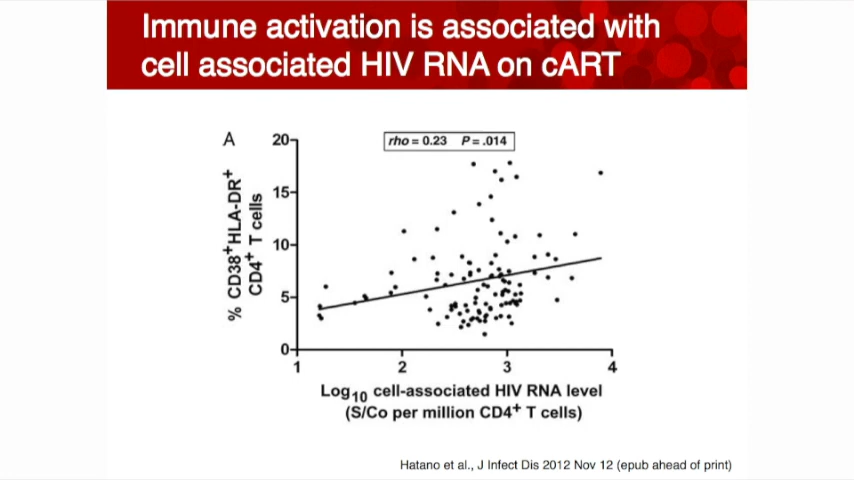 Immune activation is associated with
cell associated HIV RNA on cART
A
rho = 0.23 P = .014
% CD38+HLA-DR+
CD4+ T cells
20
15
10
5
0
1 2 3 4
Log10 cell-associated HIV RNA level
(S/Co per million CD4+ T cells)
Hatano et al., J Infect Dis 2012 Nov 12 (epub ahead of print)